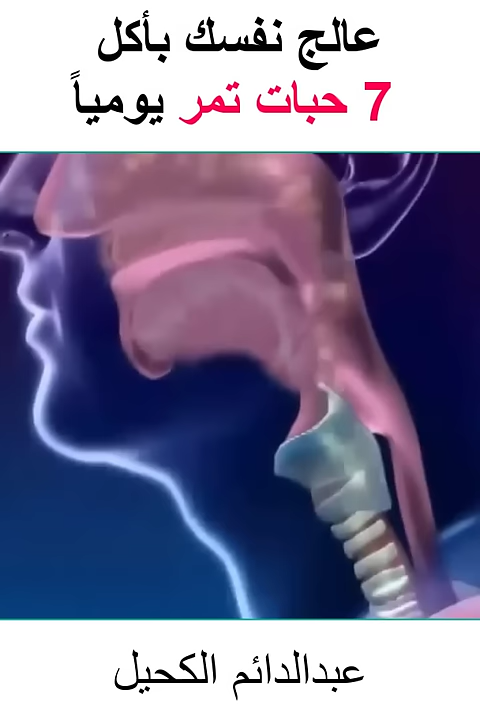 عالج نفسك بأكل
7 حبات تمر يومياً
عبدالدائم الكحيل